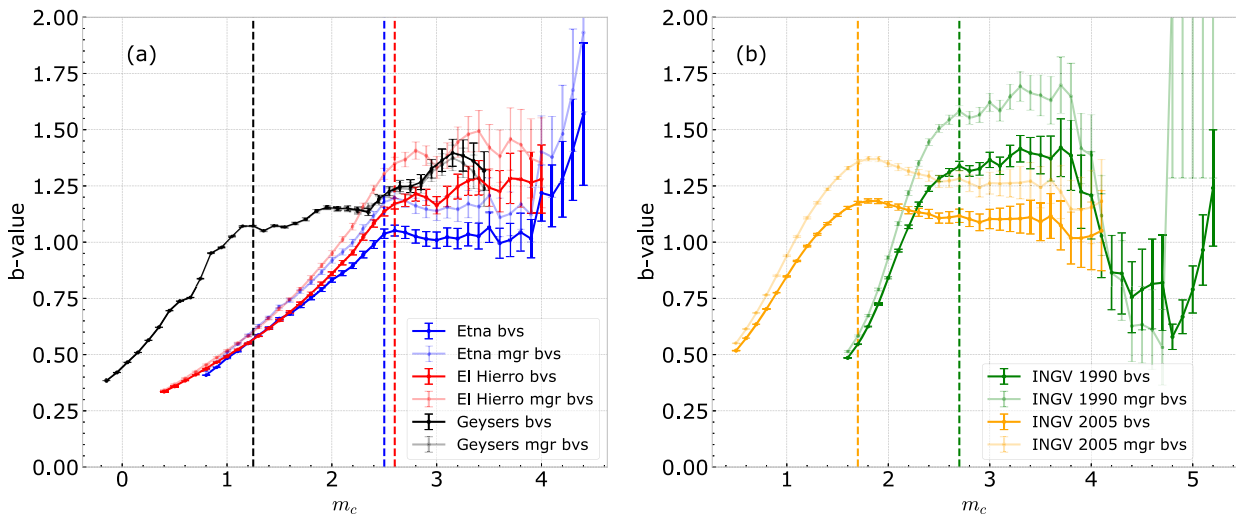 (a)
b-value
2.00
1.75
1.50
1.25
1.00
0.75
0.50
0.25
0.00
Etna bvs
Etna mgr bvs
El Hierro bvs
El Hierro mgr bvs
Geysers bvs
Geysers mgr bvs
0 1 2 3 4
m_c
(b)
b-value
2.00
1.75
1.50
1.25
1.00
0.75
0.50
0.25
0.00
INGV 1990 bvs
INGV 1990 mgr bvs
INGV 2005 bvs
INGV 2005 mgr bvs
1 2 3 4 5
m_c